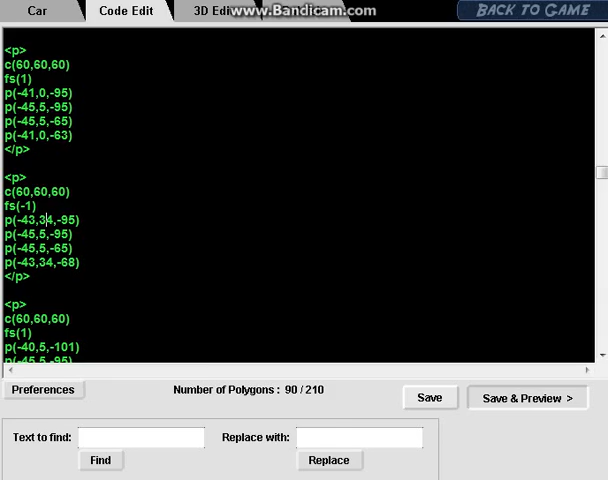 Car
Code Edit
3D Edi
www.Bandicam.com
BACK TO GAME
<p>
c(60,60,60)
fs(1)
p(-41,0,-95)
p(-45,5,-95)
p(-45,5,-65)
p(-41,0,-63)
</p>
<p>
c(60,60,60)
fs(-1)
p(-43,34,-95)
p(-45,5,-95)
p(-45,5,-65)
p(-43,34,-68)
</p>
<p>
c(60,60,60)
fs(1)
p(-40,5,-101)
p(-45,5,-95)
Preferences
Number of Polygons : 90 / 210
Save
Save & Preview >
Text to find:
Replace with:
Find
Replace